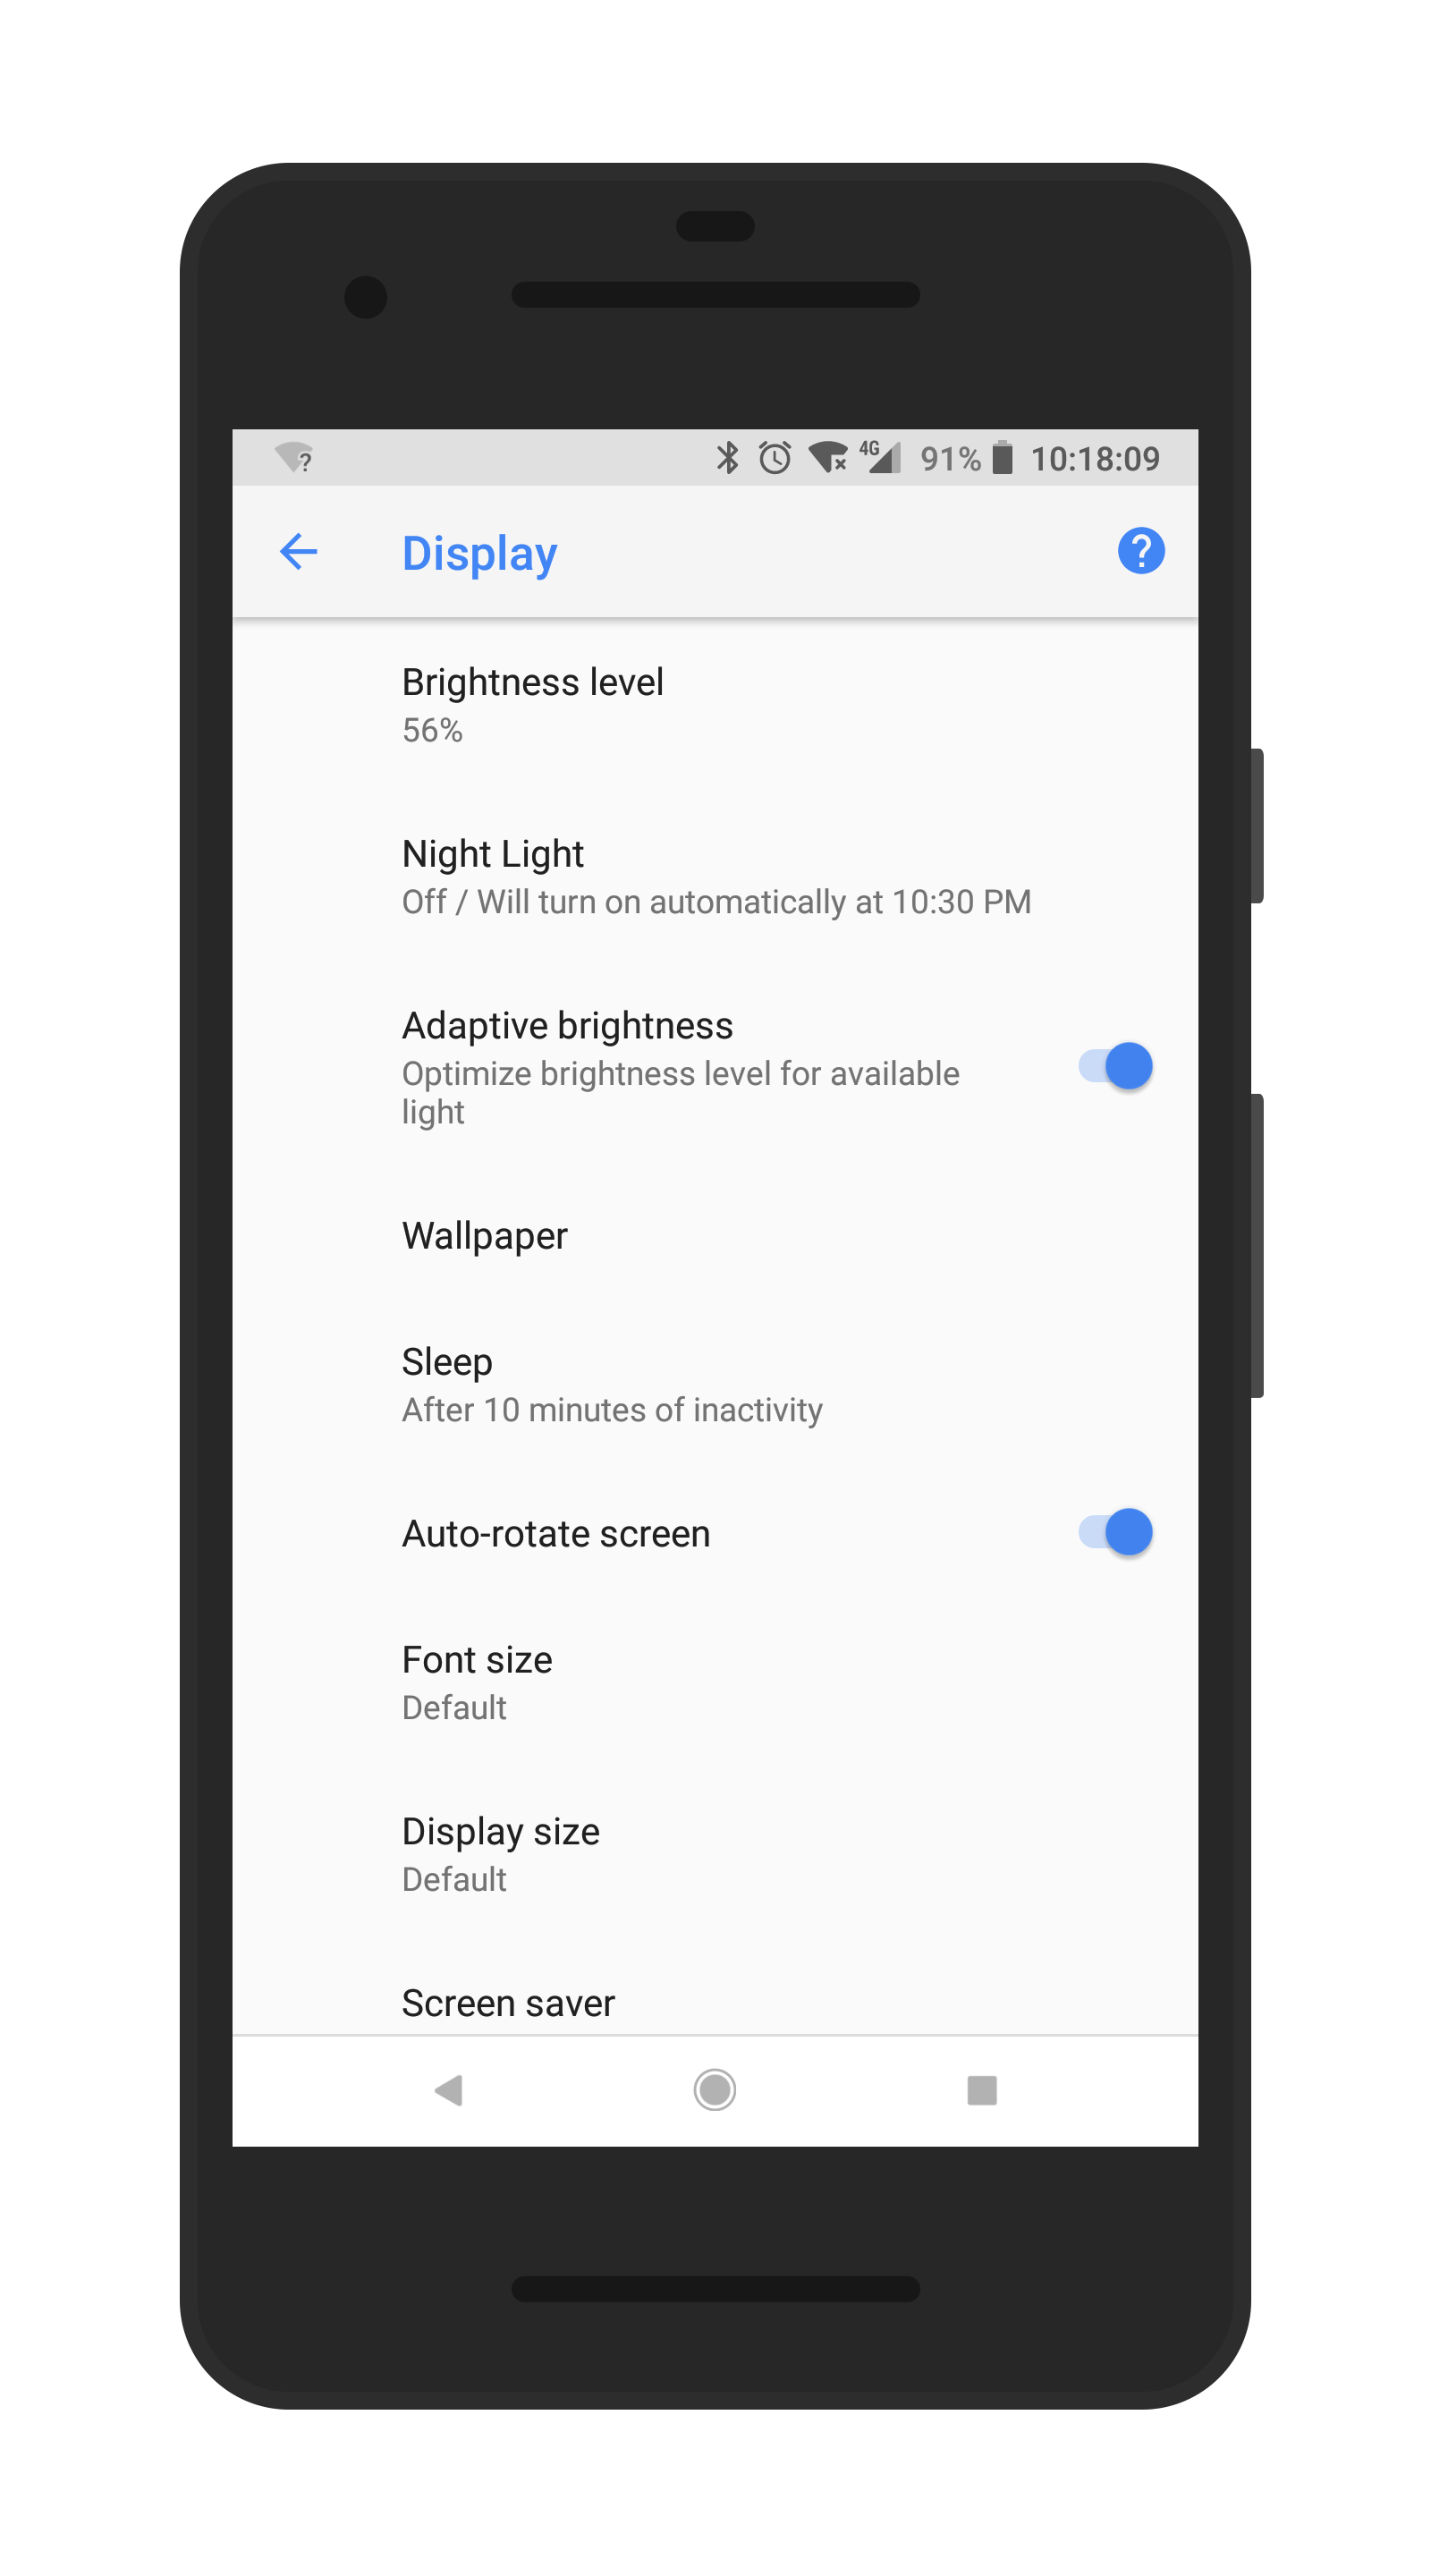 4G 91% 10:18:09
Display
Brightness level
56%
Night Light
Off / Will turn on automatically at 10:30 PM
Adaptive brightness
Optimize brightness level for available
light
Wallpaper
Sleep
After 10 minutes of inactivity
Auto-rotate screen
Font size
Default
Display size
Default
Screen saver